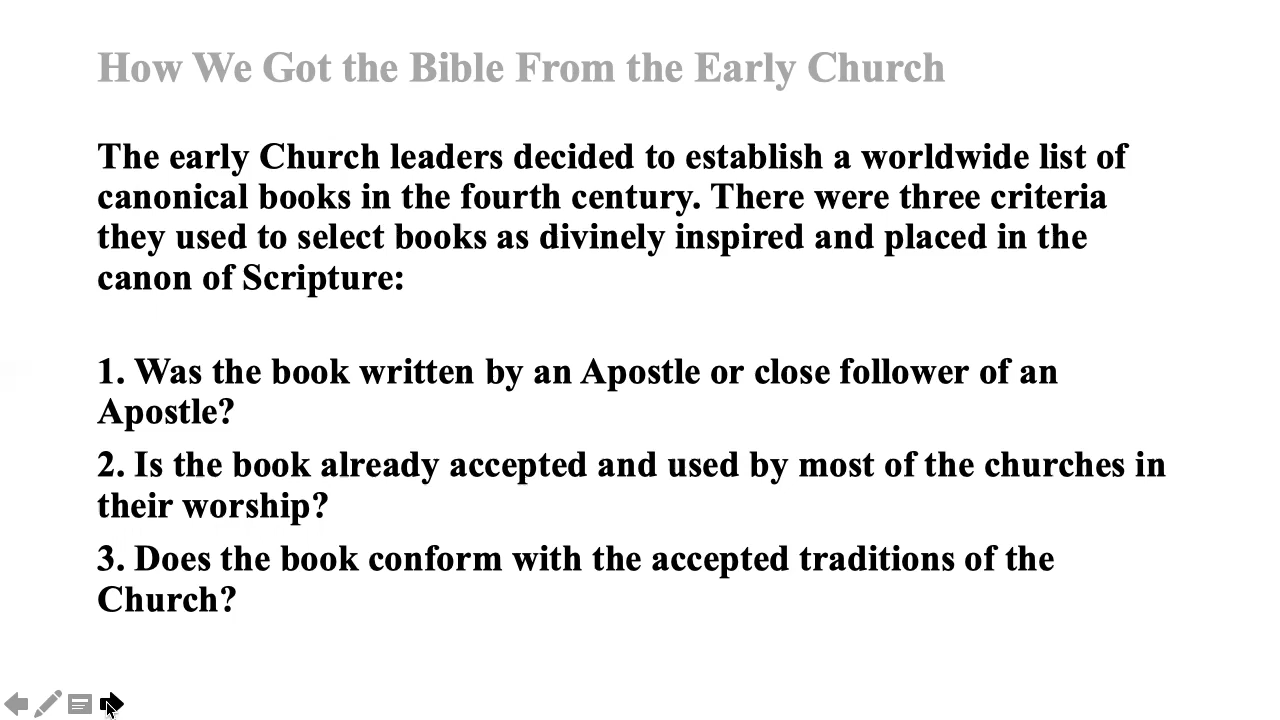 How We Got the Bible From the Early Church
The early Church leaders decided to establish a worldwide list of
canonical books in the fourth century. There were three criteria
they used to select books as divinely inspired and placed in the
canon of Scripture:
1. Was the book written by an Apostle or close follower of an
Apostle?
2. Is the book already accepted and used by most of the churches in
their worship?
3. Does the book conform with the accepted traditions of the
Church?